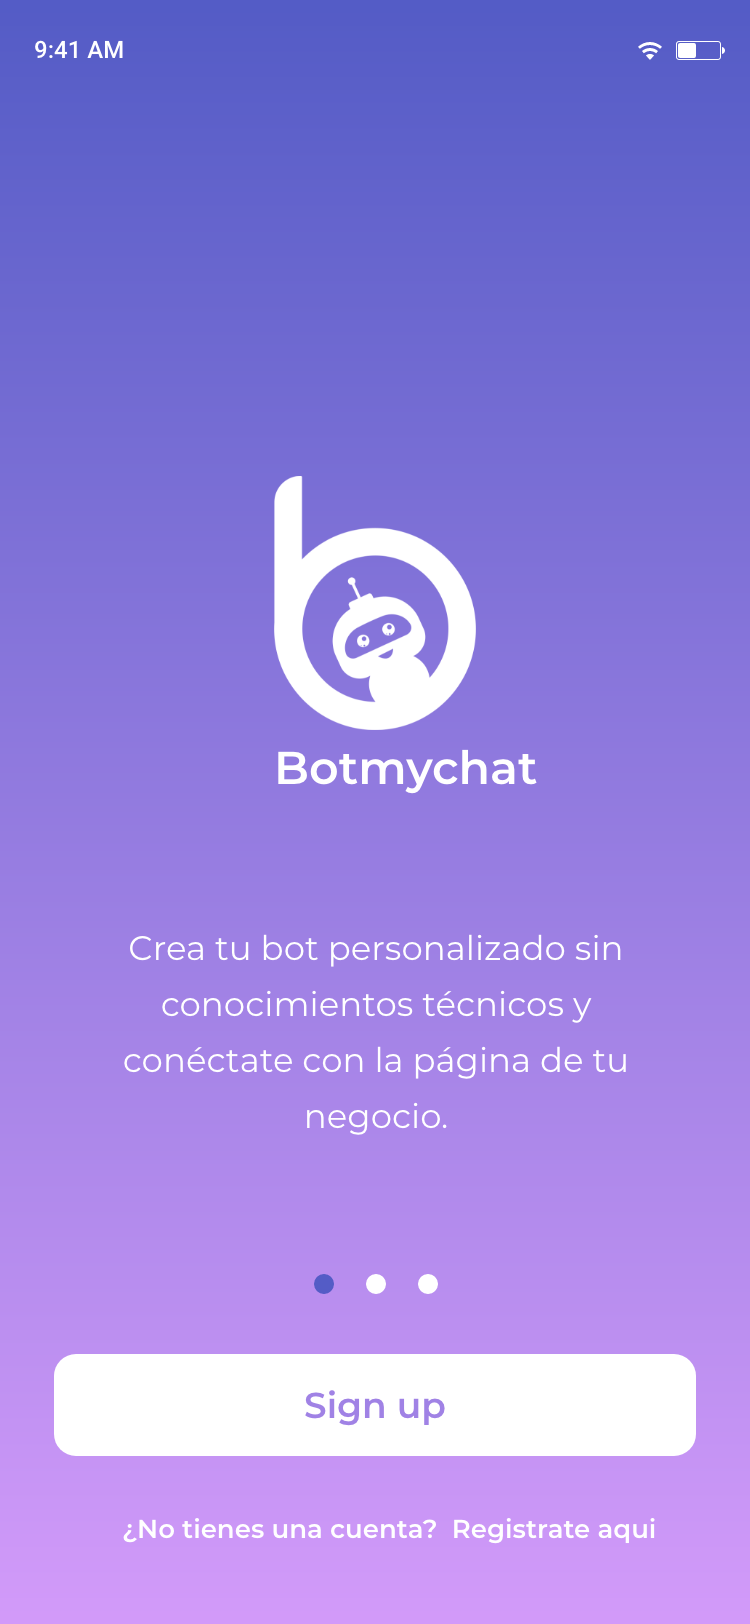 9:41 AM
Botmychat
Crea tu bot personalizado sin
conocimientos técnicos y
conéctate con la página de tu
negocio.
Sign up
¿No tienes una cuenta? Registrate aqui